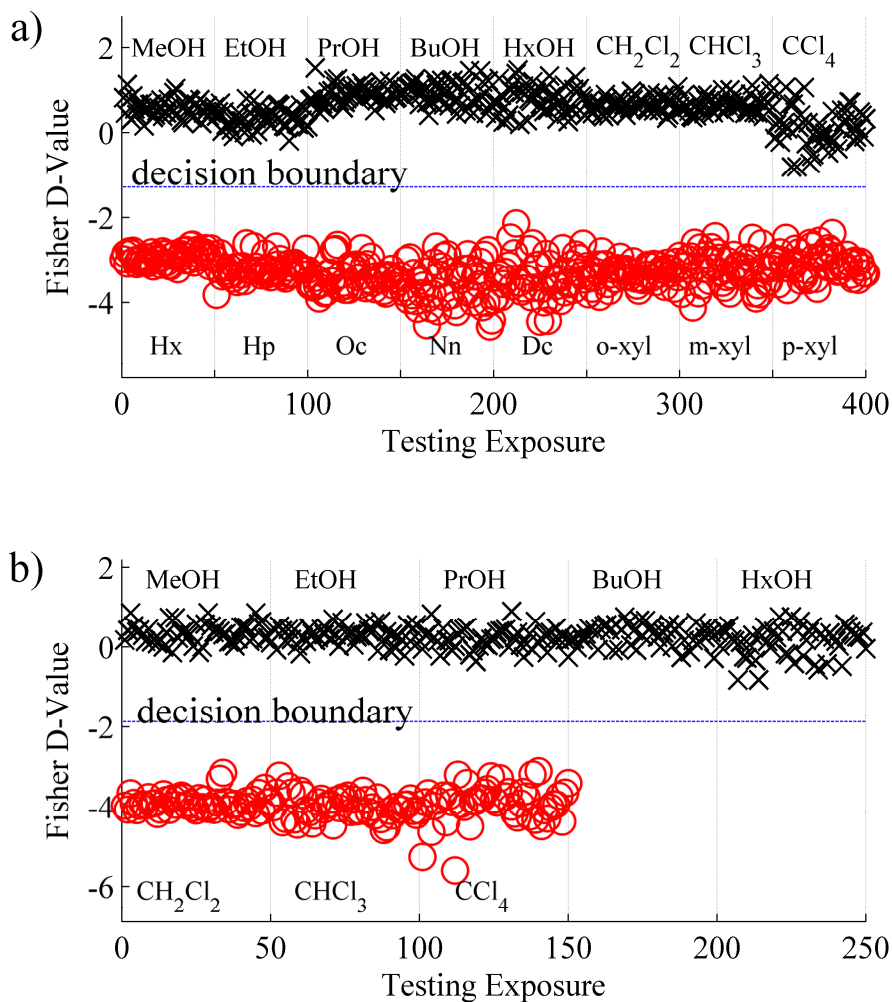 a)
MeOH EtOH PrOH BuOH HxOH CH₂Cl₂ CHCl₃ CCl₄
2
0
-2
-4
Fisher D-Value
decision boundary
Hx Hp Oc Nn Dc o-xyl m-xyl p-xyl
0 100 200 300 400
Testing Exposure
b)
MeOH EtOH PrOH BuOH HxOH
2
0
-2
-4
-6
Fisher D-Value
decision boundary
CH₂Cl₂ CHCl₃ CCl₄
0 50 100 150 200 250
Testing Exposure